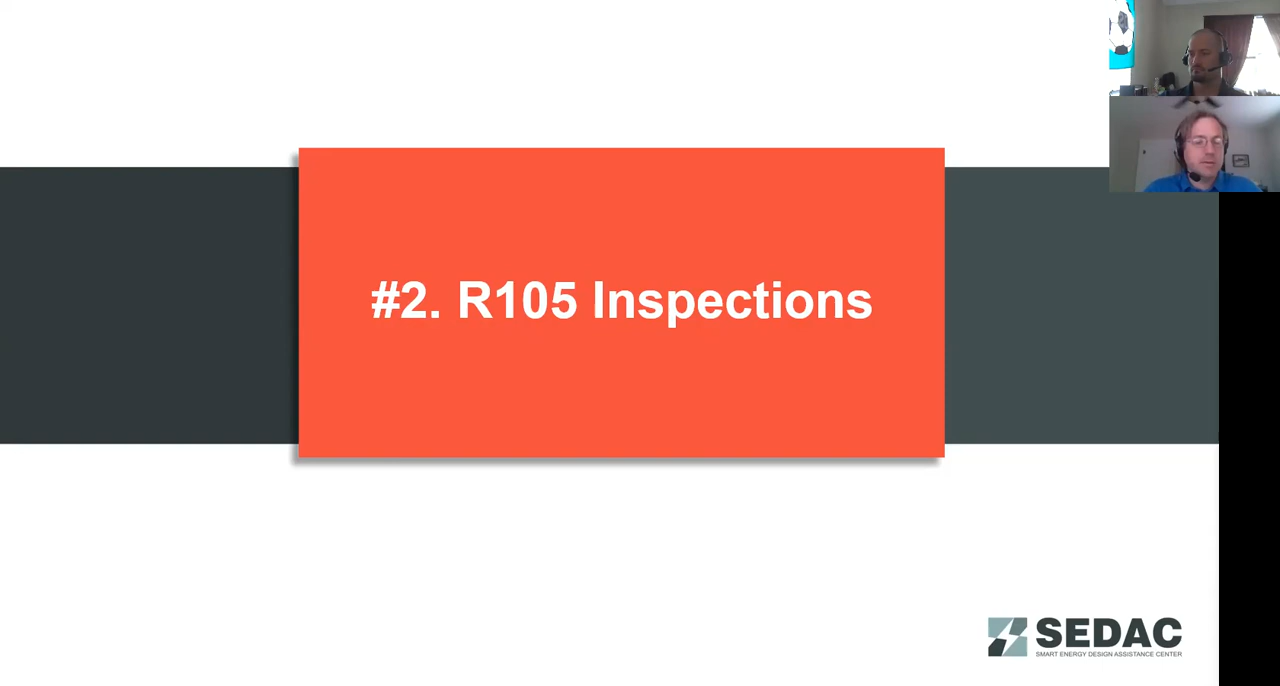 #2. R105 Inspections
SEDAC
SMART ENERGY DESIGN ASSISTANCE CENTER